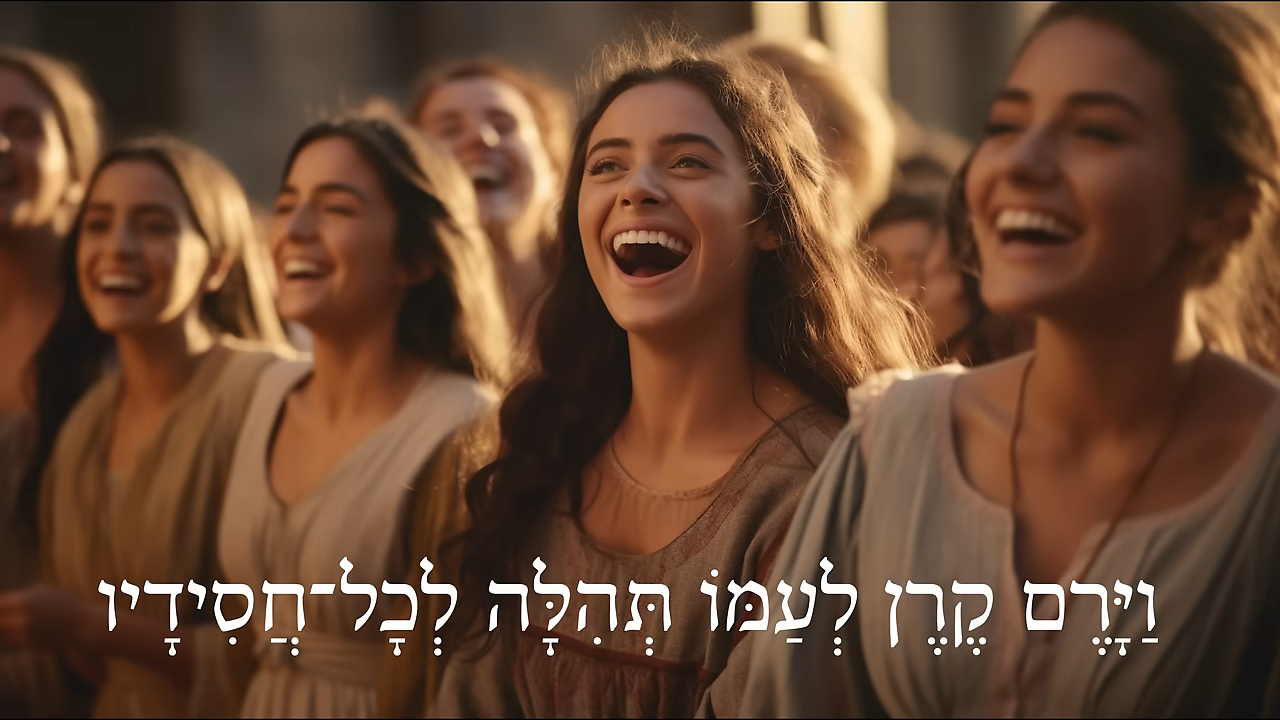 וַיָּרֶם קֶרֶן לְעַמּוֹ תְּהִלָּה לְכָל־חֲסִידָיו